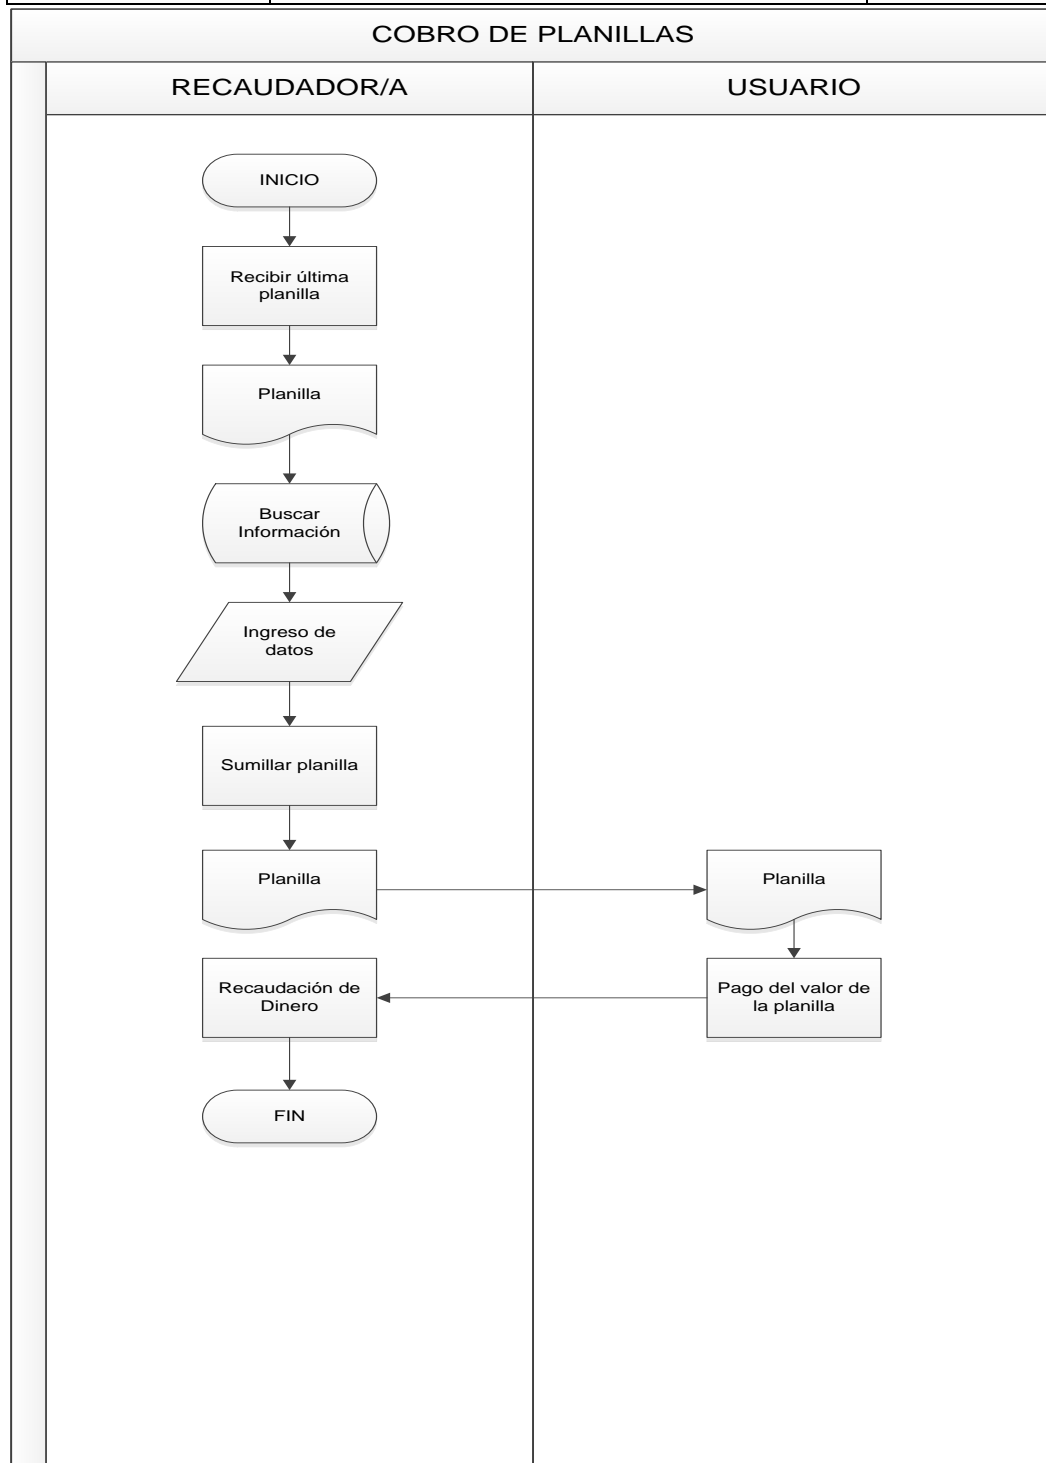 COBRO DE PLANILLAS
RECAUDADOR/A
USUARIO
INICIO
Recibir última
planilla
Planilla
Buscar
Información
Ingreso de
datos
Sumillar planilla
Planilla
Planilla
Recaudación de
Dinero
Pago del valor de
la planilla
FIN